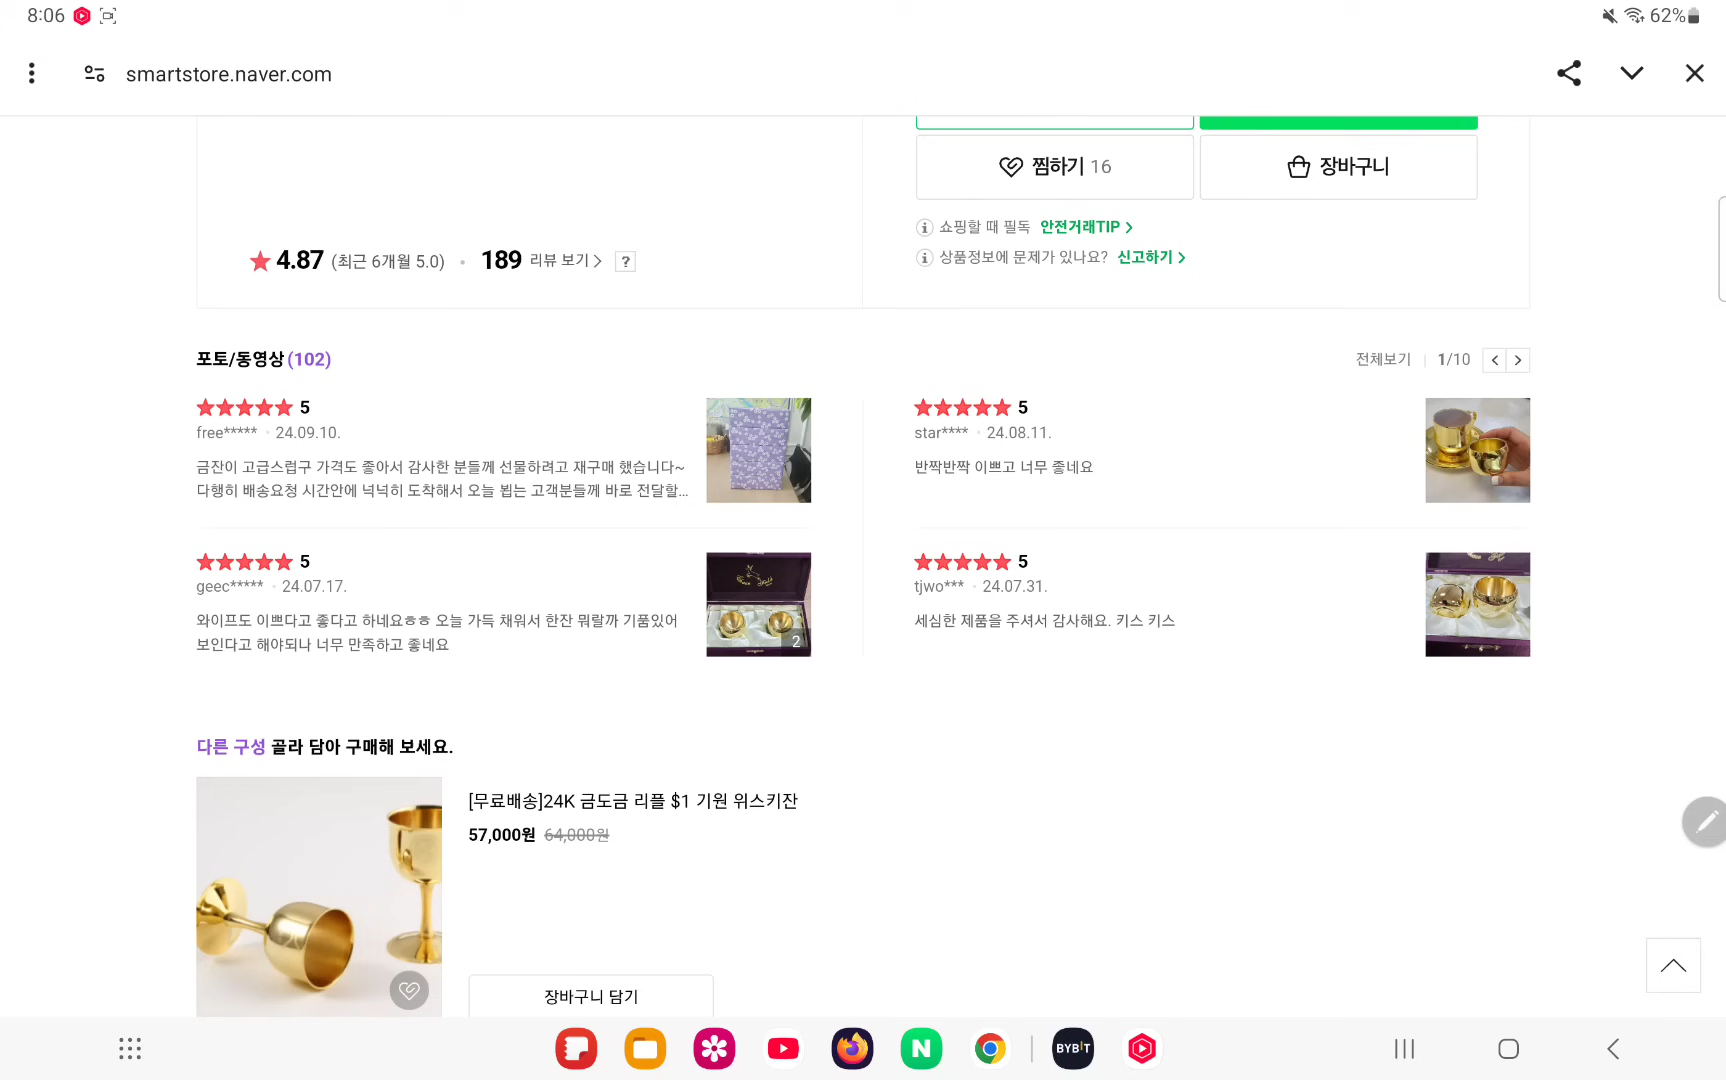 8:06
62%
smartstore.naver.com
찜하기 16
장바구니
쇼핑할 때 필독 안전거래TIP
상품정보에 문제가 있나요? 신고하기
4.87 (최근 6개월 5.0) • 189 리뷰 보기 ?
포토/동영상(102)
전체보기 | 1/10
5
free***** · 24.09.10.
금잔이 고급스럽구 가격도 좋아서 감사한 분들께 선물하려고 재구매 했습니다~
다행히 배송요청 시간안에 넉넉히 도착해서 오늘 뵙는 고객분들께 바로 전달할...
5
star**** · 24.08.11.
반짝반짝 이쁘고 너무 좋네요
5
geec***** · 24.07.17.
와이프도 이쁘다고 좋다고 하네요ㅎㅎ 오늘 가득 채워서 한잔 뭐랄까 기품있어
보인다고 해야되나 너무 만족하고 좋네요
2
5
tjwo*** · 24.07.31.
세심한 제품을 주셔서 감사해요. 키스 키스
다른 구성 골라 담아 구매해 보세요.
[무료배송]24K 금도금 리플 $1 기원 위스키잔
57,000원 64,000원
장바구니 담기
N
BYBIT